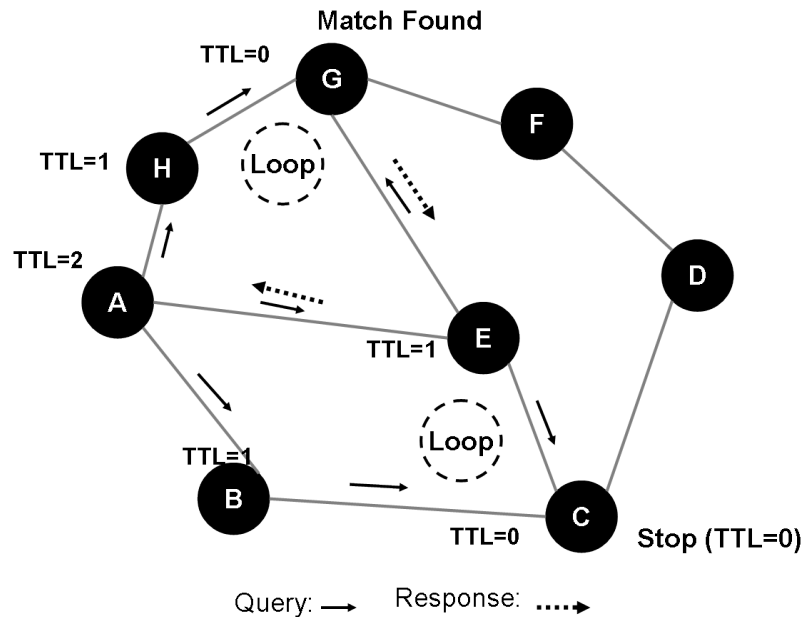 Match Found
TTL=0
G
F
Loop
TTL=1
H
TTL=2
D
A
E
TTL=1
Loop
TTL=1
B
C
TTL=0
Stop (TTL=0)
Query: Response: